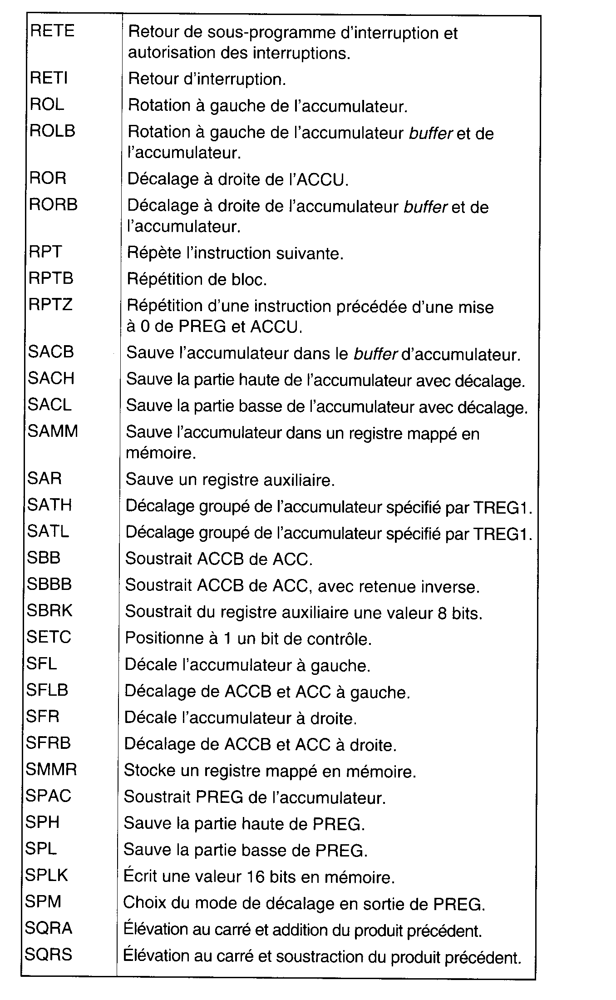 RETE Retour de sous-programme d'interruption et
autorisation des interruptions.
RETI Retour d'interruption.
ROL Rotation à gauche de l'accumulateur.
ROLB Rotation à gauche de l'accumulateur buffer et de
l'accumulateur.
ROR Décalage à droite de l'ACCU.
RORB Décalage à droite de l'accumulateur buffer et de
l'accumulateur.
RPT Répète l'instruction suivante.
RPTB Répétition de bloc.
RPTZ Répétition d'une instruction précédée d'une mise
à 0 de PREG et ACCU.
SACB Sauve l'accumulateur dans le buffer d'accumulateur.
SACH Sauve la partie haute de l'accumulateur avec décalage.
SACL Sauve la partie basse de l'accumulateur avec décalage.
SAMM Sauve l'accumulateur dans un registre mappé en
mémoire.
SAR Sauve un registre auxiliaire.
SATH Décalage groupé de l'accumulateur spécifié par TREG1.
SATL Décalage groupé de l'accumulateur spécifié par TREG1.
SBB Soustrait ACCB de ACC.
SBBB Soustrait ACCB de ACC, avec retenue inverse.
SBRK Soustrait du registre auxiliaire une valeur 8 bits.
SETC Positionne à 1 un bit de contrôle.
SFL Décale l'accumulateur à gauche.
SFLB Décalage de ACCB et ACC à gauche.
SFR Décale l'accumulateur à droite.
SFRB Décalage de ACCB et ACC à droite.
SMMR Stocke un registre mappé en mémoire.
SPAC Soustrait PREG de l'accumulateur.
SPH Sauve la partie haute de PREG.
SPL Sauve la partie basse de PREG.
SPLK Écrit une valeur 16 bits en mémoire.
SPM Choix du mode de décalage en sortie de PREG.
SQRA Élévation au carré et addition du produit précédent.
SQRS Élévation au carré et soustraction du produit précédent.